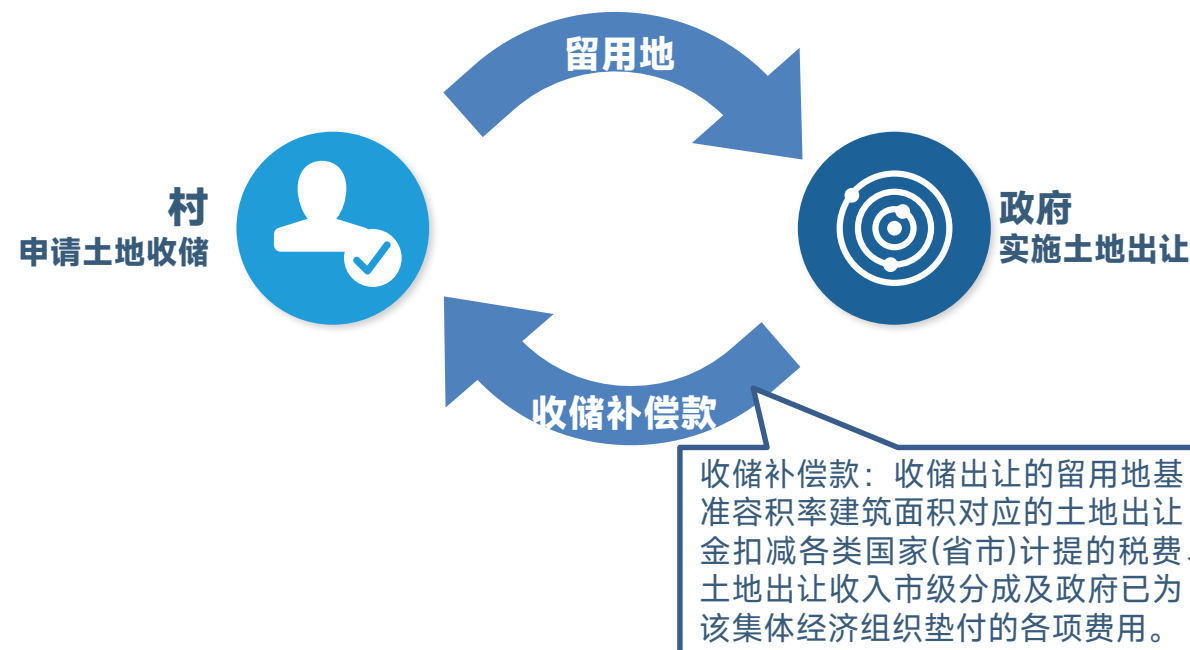 留用地
村
申请土地收储
政府
实施土地出让
收储补偿款
收储补偿款：收储出让的留用地基
准容积率建筑面积对应的土地出让
金扣减各类国家(省市)计提的税费、
土地出让收入市级分成及政府已为
该集体经济组织垫付的各项费用。